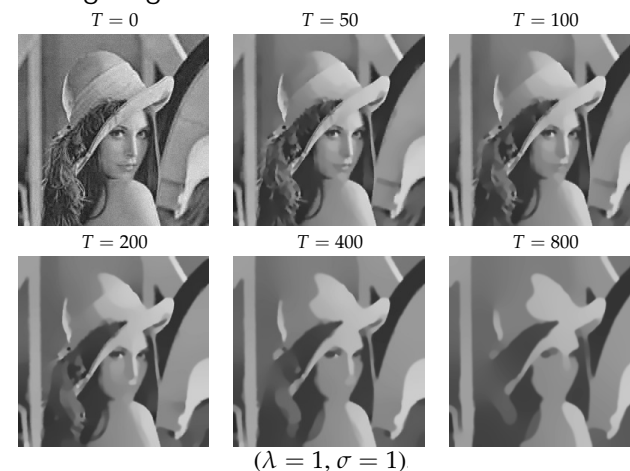 T = 0 T = 50 T = 100
T = 200 T = 400 T = 800
(λ = 1, σ = 1)